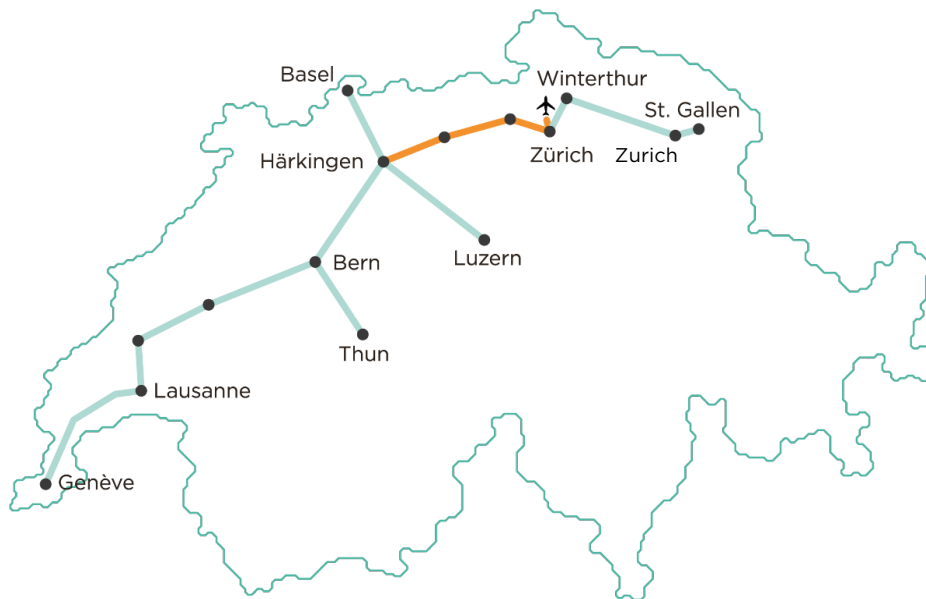 Basel
Winterthur
St. Gallen
Härkingen
Zürich
Zurich
Bern
Luzern
Thun
Lausanne
Genève